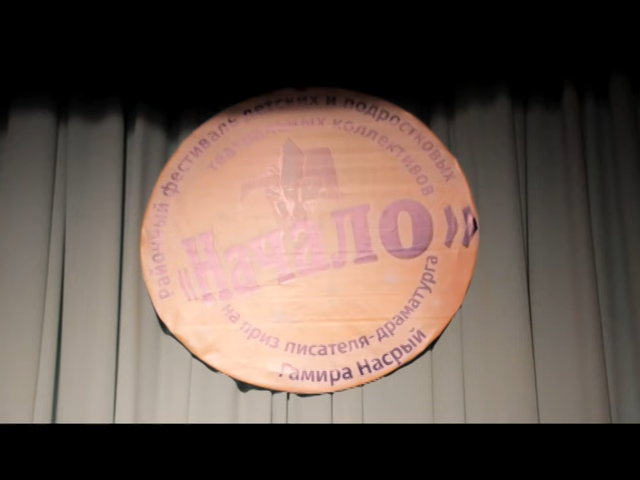 Районный фестиваль детских и подростковых
театральных коллективов
«Начало»
на приз писателя-драматурга
Гамира Насрый